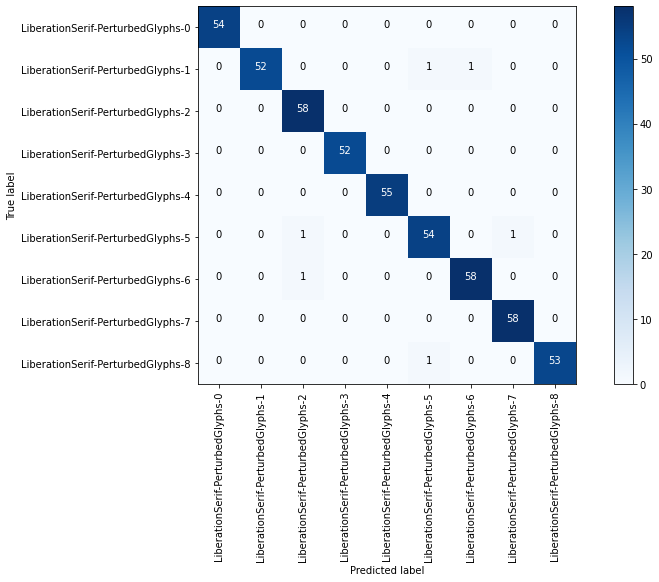 LiberationSerif-PerturbedGlyphs-0 54 0 0 0 0 0 0 0 0
LiberationSerif-PerturbedGlyphs-1 0 52 0 0 0 1 1 0 0
LiberationSerif-PerturbedGlyphs-2 0 0 58 0 0 0 0 0 0
LiberationSerif-PerturbedGlyphs-3 0 0 0 52 0 0 0 0 0
LiberationSerif-PerturbedGlyphs-4 0 0 0 0 55 0 0 0 0
LiberationSerif-PerturbedGlyphs-5 0 0 1 0 0 54 0 1 0
LiberationSerif-PerturbedGlyphs-6 0 0 1 0 0 0 58 0 0
LiberationSerif-PerturbedGlyphs-7 0 0 0 0 0 0 0 58 0
LiberationSerif-PerturbedGlyphs-8 0 0 0 0 0 1 0 0 53
True label
LiberationSerif-PerturbedGlyphs-0
LiberationSerif-PerturbedGlyphs-1
LiberationSerif-PerturbedGlyphs-2
LiberationSerif-PerturbedGlyphs-3
LiberationSerif-PerturbedGlyphs-4
LiberationSerif-PerturbedGlyphs-5
LiberationSerif-PerturbedGlyphs-6
LiberationSerif-PerturbedGlyphs-7
LiberationSerif-PerturbedGlyphs-8
Predicted label
50
40
30
20
10
0